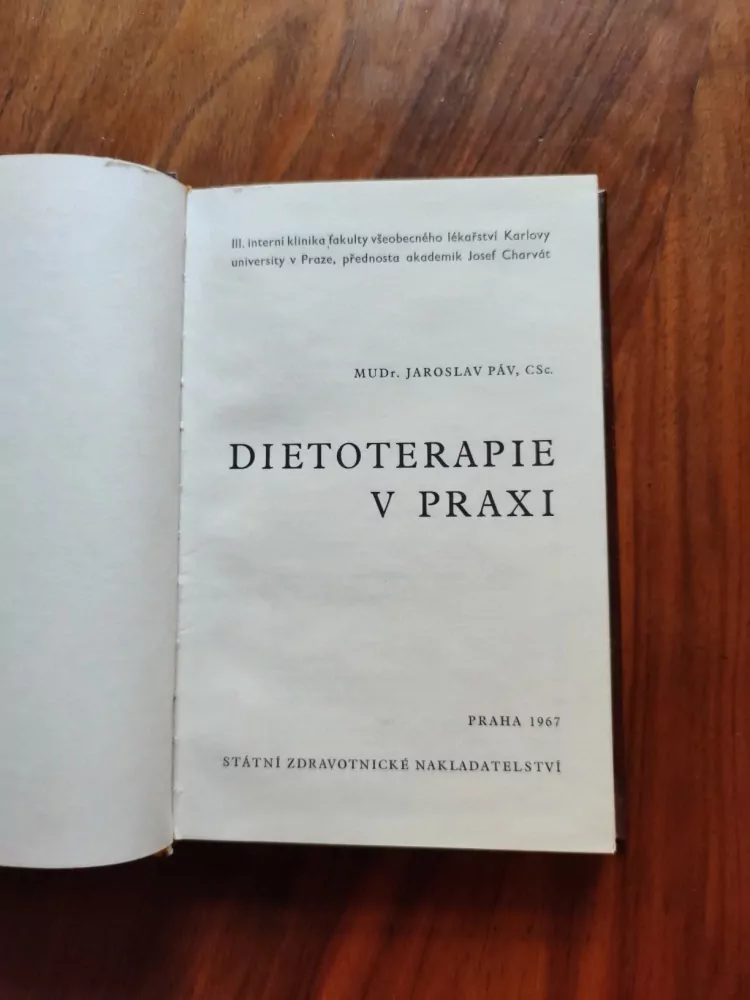 III. interní klinika fakulty všeobecného lékařství Karlovy
university v Praze, přednosta akademik Josef Charvát
MUDr. JAROSLAV PÁV, CSc.
DIETOTERAPIE
V PRAXI
PRAHA 1967
STÁTNÍ ZDRAVOTNICKÉ NAKLADATELSTVÍ